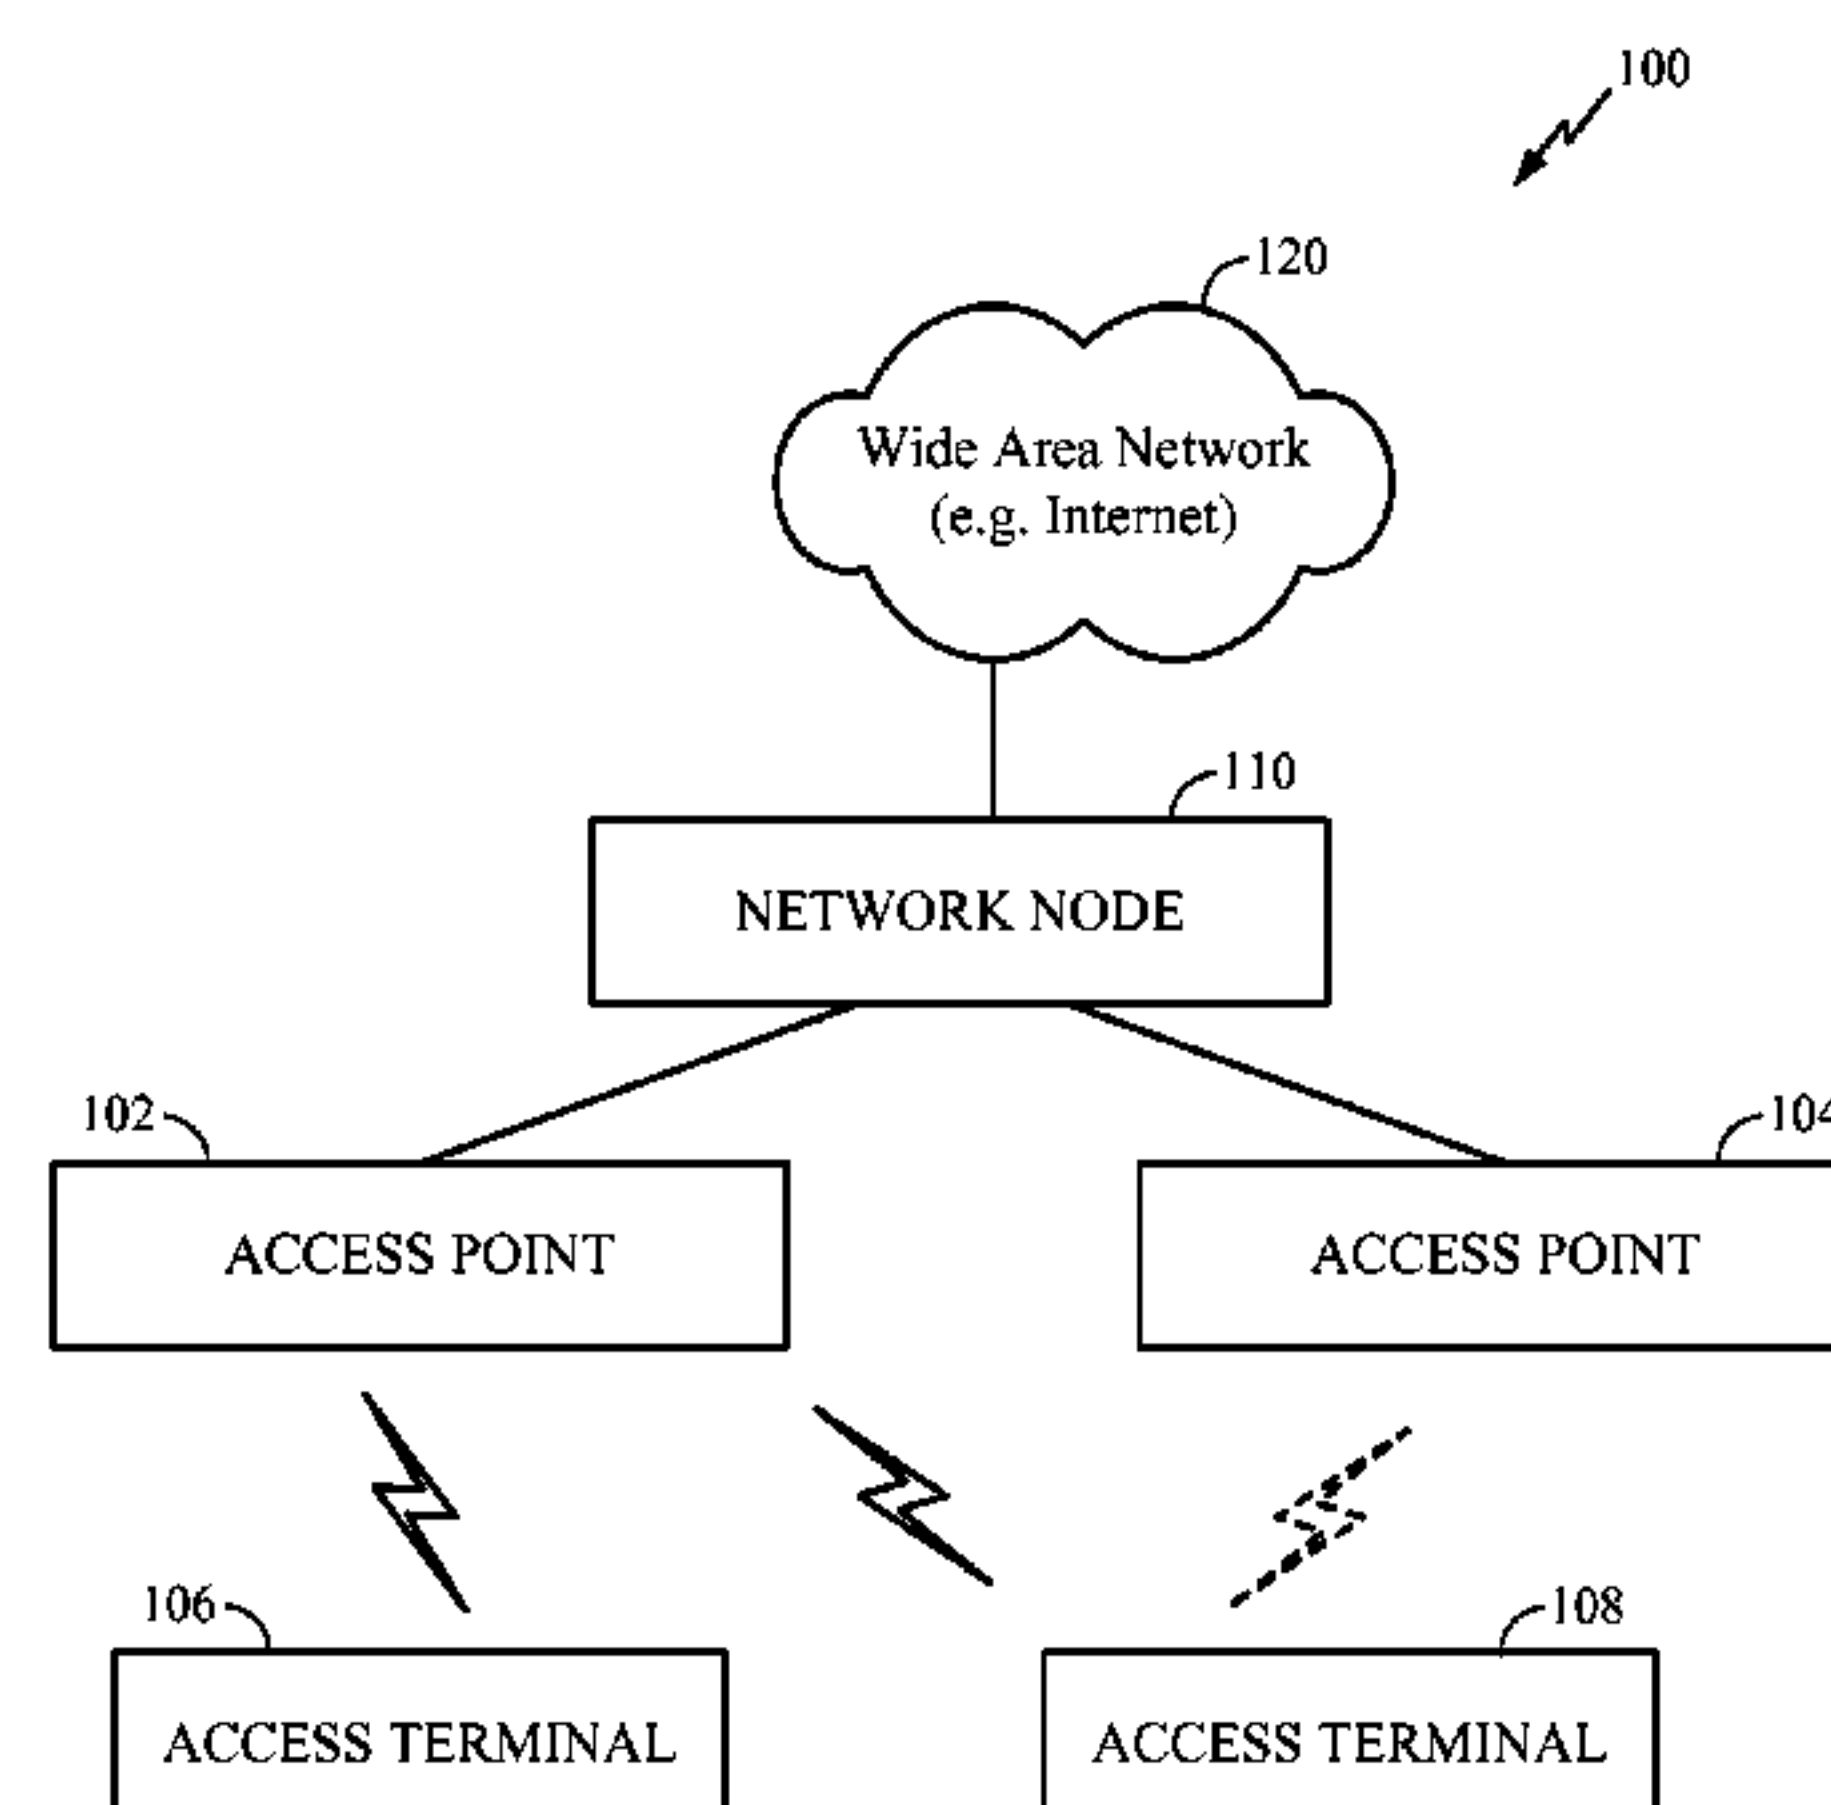 100
120
Wide Area Network
(e.g. Internet)
110
NETWORK NODE
102
104
ACCESS POINT
ACCESS POINT
106
108
ACCESS TERMINAL
ACCESS TERMINAL